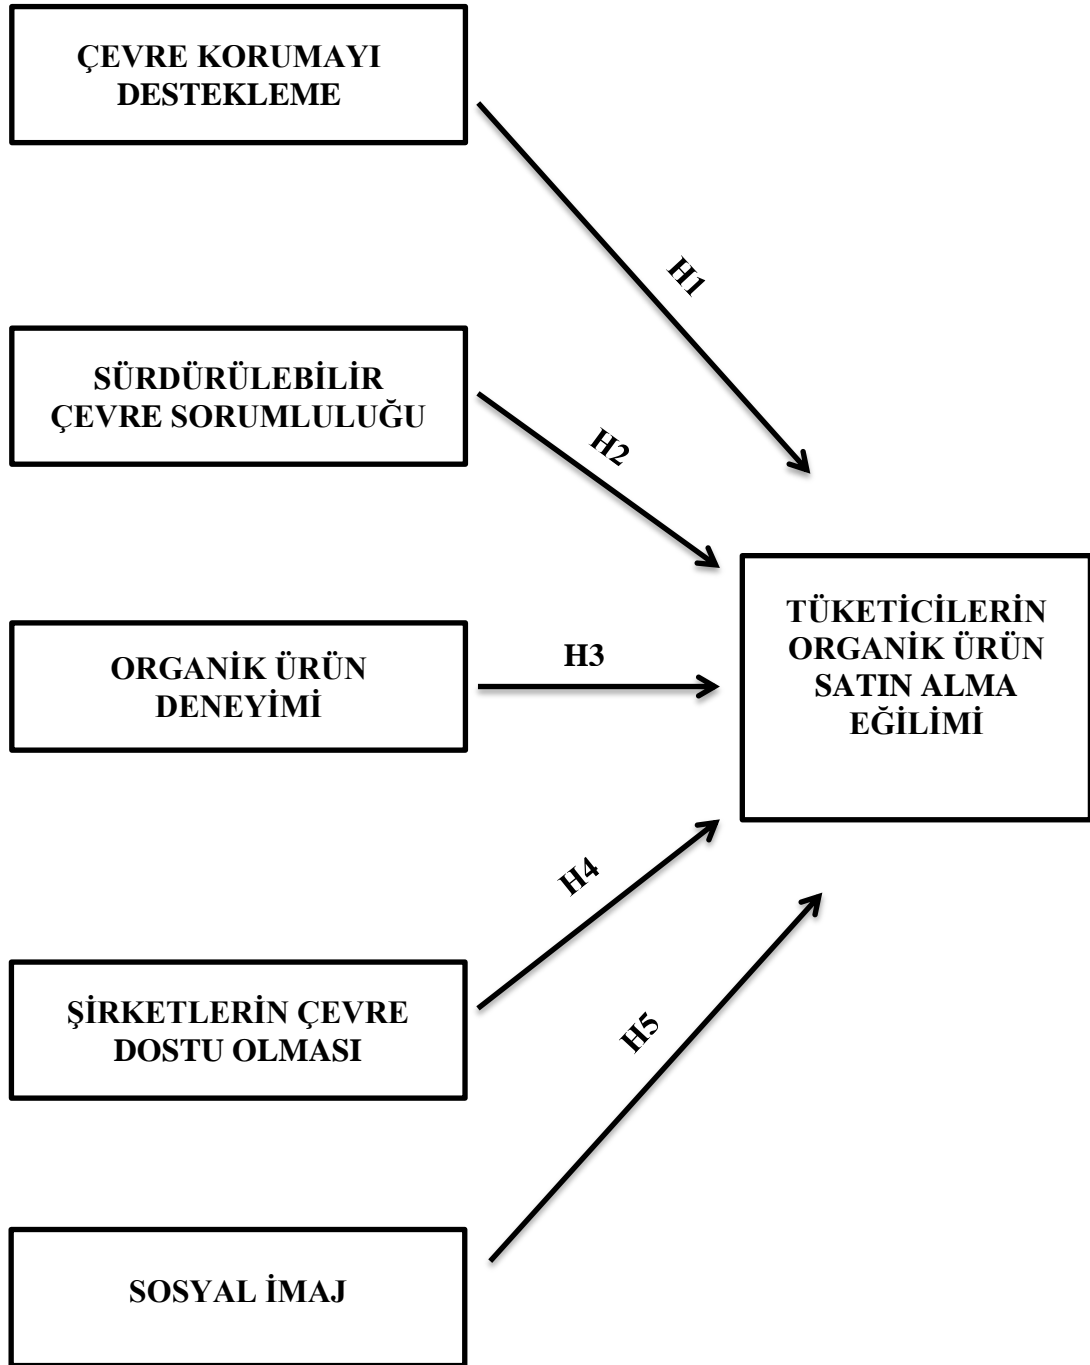 ÇEVRE KORUMAYI
DESTEKLEME
H1
SÜRDÜRÜLEBİLİR
ÇEVRE SORUMLULUĞU
H2
ORGANİK ÜRÜN
DENEYİMİ
H3
TÜKETİCİLERİN
ORGANİK ÜRÜN
SATIN ALMA
EĞİLİMİ
ŞİRKETLERİN ÇEVRE
DOSTU OLMASI
H4
SOSYAL İMAJ
H5